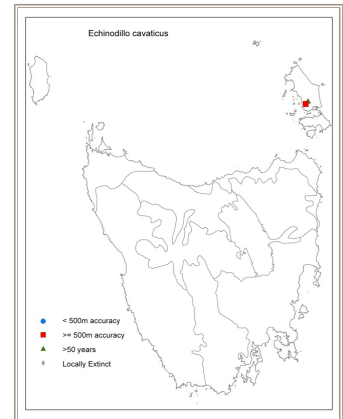 Echinodillo cavaticus
< 500m accuracy
>= 500m accuracy
>50 years
Locally Extinct